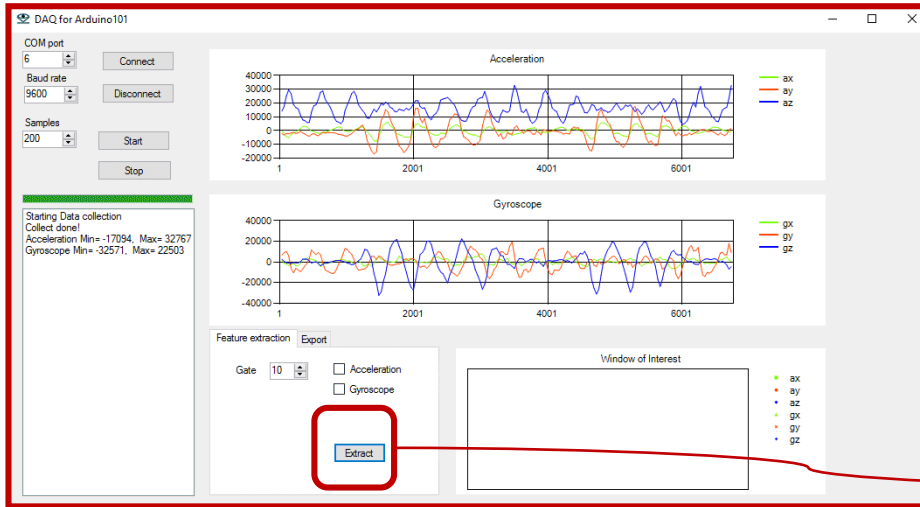 DAQ for Arduino101
COM port
6
Connect
Baud rate
9600
Disconnect
Samples
200
Start
Stop
Starting Data collection
Collect done!
Acceleration Min= -17094, Max= 32767
Gyroscope Min= -32571, Max= 22503
Acceleration
40000
30000
20000
10000
0
-10000
-20000
1 2001 4001 6001
ax
ay
az
Gyroscope
40000
20000
0
-20000
-40000
1 2001 4001 6001
gx
gy
gz
Feature extraction Export
Gate 10
Acceleration
Gyroscope
Extract
Window of Interest
ax
ay
az
gx
gy
gz